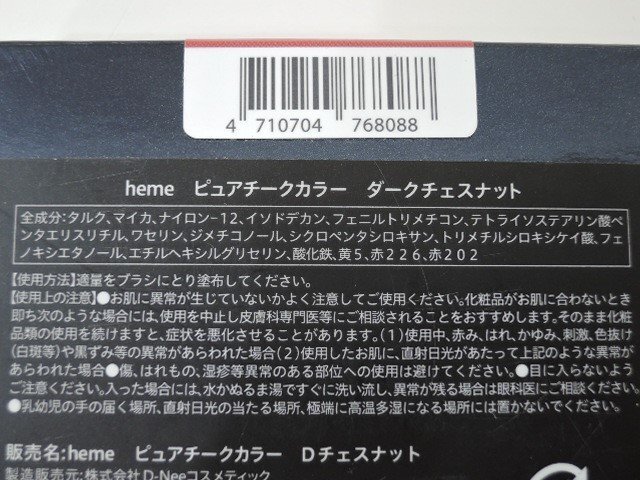 4 710704 768088
heme ピュアチークカラー ダークチェスナット
全成分:タルク、マイカ、ナイロン-12、イソドデカン、フェニルトリメチコン、テトライソステアリン酸ペ
ンタエリスリチル、ワセリン、ジメチコノール、シクロペンタシロキサン、トリメチルシロキシケイ酸、フェ
ノキシエタノール、エチルヘキシルグリセリン、酸化鉄、黄5、赤226、赤202
【使用方法】適量をブラシにとり塗布してください。
【使用上の注意】●お肌に異常が生じていないかよく注意してご使用ください。化粧品がお肌に合わないとき
即ち次のような場合には、使用を中止し皮膚科専門医等にご相談されることをおすすめします。そのまま化粧
品類の使用を続けますと、症状を悪化させることがあります。(1)使用中、赤み、はれ、かゆみ、刺激、色抜け
(白斑等)や黒ずみ等の異常があらわれた場合(2)使用したお肌に、直射日光があたって上記のような異常が
あらわれた場合●傷、はれもの、湿疹等異常のある部位への使用は避けてください。●目に入らないよう
ご注意ください。入った場合には、水かぬるま湯ですぐに洗い流し、異常が残る場合は眼科医にご相談ください。
●乳幼児の手の届く場所、直射日光の当たる場所、極端に高温多湿になる場所には置かないでください。
販売名:heme ピュアチークカラー Dチェスナット
製造販売元:株式会社D-Neeコスメティック